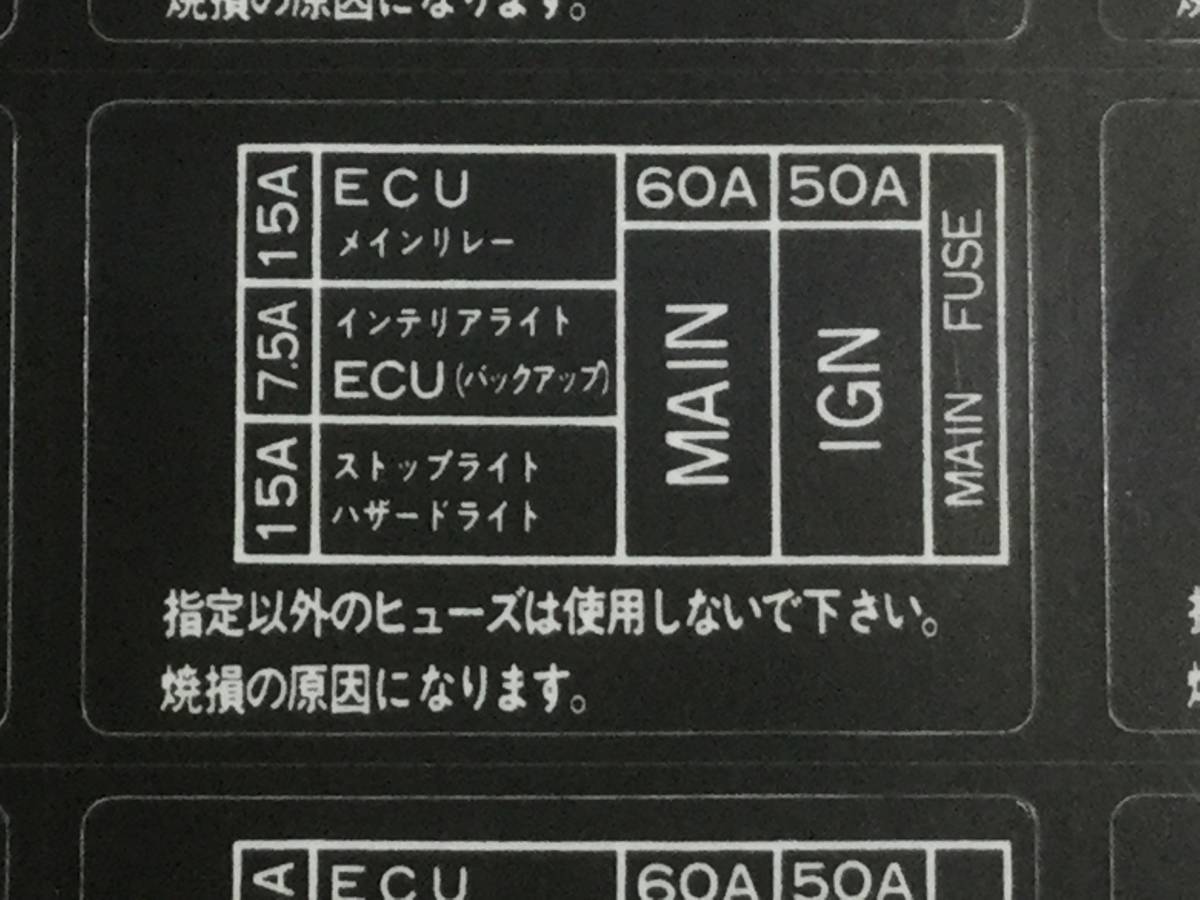 焼損の原因になります。
15A
ECU
メインリレー
7.5A
インテリアライト
ECU(バックアップ)
15A
ストップライト
ハザードライト
60A
MAIN
50A
IGN
MAIN FUSE
指定以外のヒューズは使用しないで下さい。
焼損の原因になります。
A
ECU
60A
50A